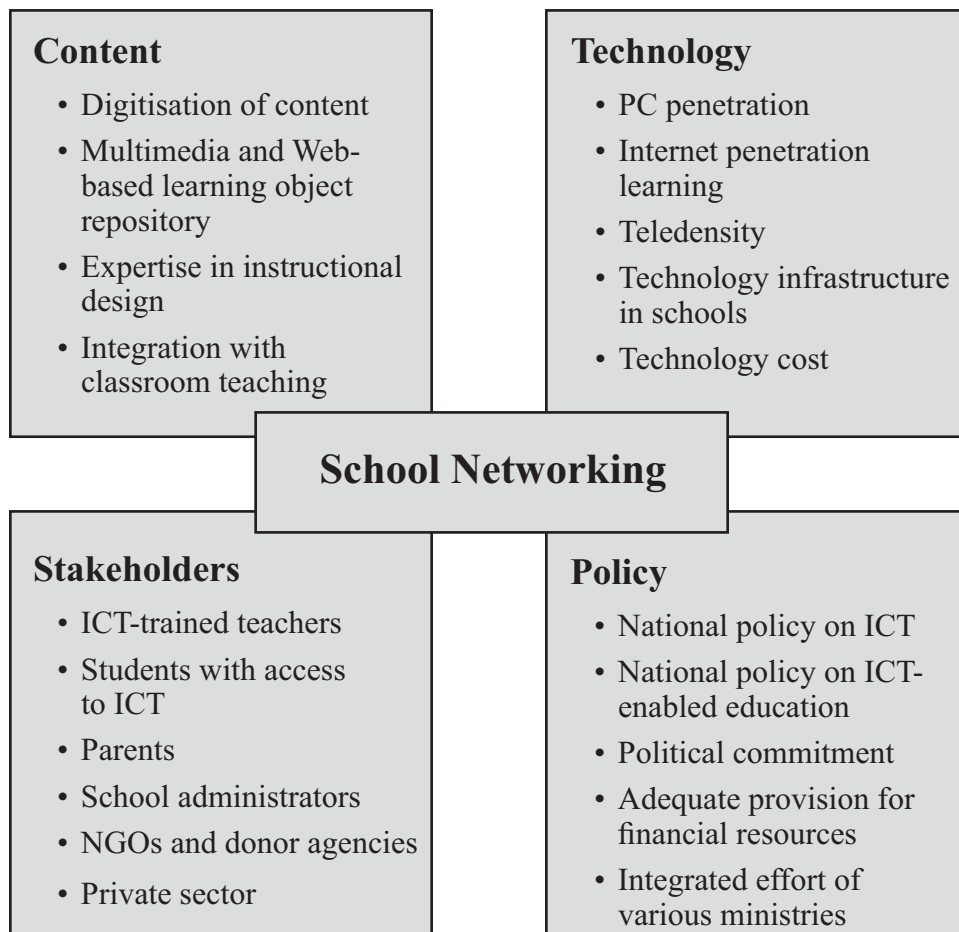 Content
• Digitisation of content
• Multimedia and Web-
based learning object
repository
• Expertise in instructional
design
• Integration with
classroom teaching
Technology
• PC penetration
• Internet penetration
learning
• Teledensity
• Technology infrastructure
in schools
• Technology cost
School Networking
Stakeholders
• ICT-trained teachers
• Students with access
to ICT
• Parents
• School administrators
• NGOs and donor agencies
• Private sector
Policy
• National policy on ICT
• National policy on ICT-
enabled education
• Political commitment
• Adequate provision for
financial resources
• Integrated effort of
various ministries